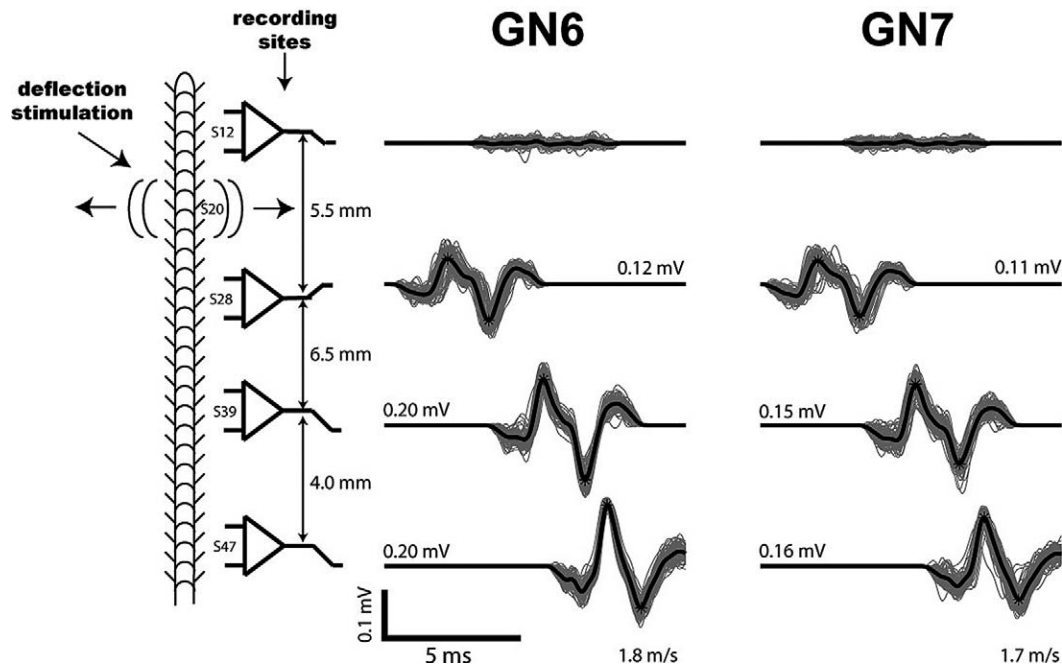 recording
sites
GN6
GN7
deflection
stimulation
S12
S20
5.5 mm
S28
0.12 mV
0.11 mV
6.5 mm
S39
0.20 mV
0.15 mV
4.0 mm
S47
0.20 mV
0.16 mV
0.1 mV
5 ms
1.8 m/s
1.7 m/s